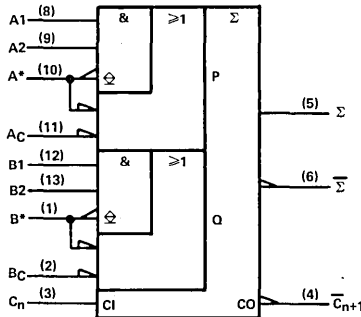 A1 (8) & ≥1 Σ
A2 (9)
A* (10) P
(5) Σ
AC (11)
B1 (12) & ≥1
B2 (13)
(6) Σ̅
B* (1) Q
BC (2)
Cn (3) CI CO (4) C̅n+1